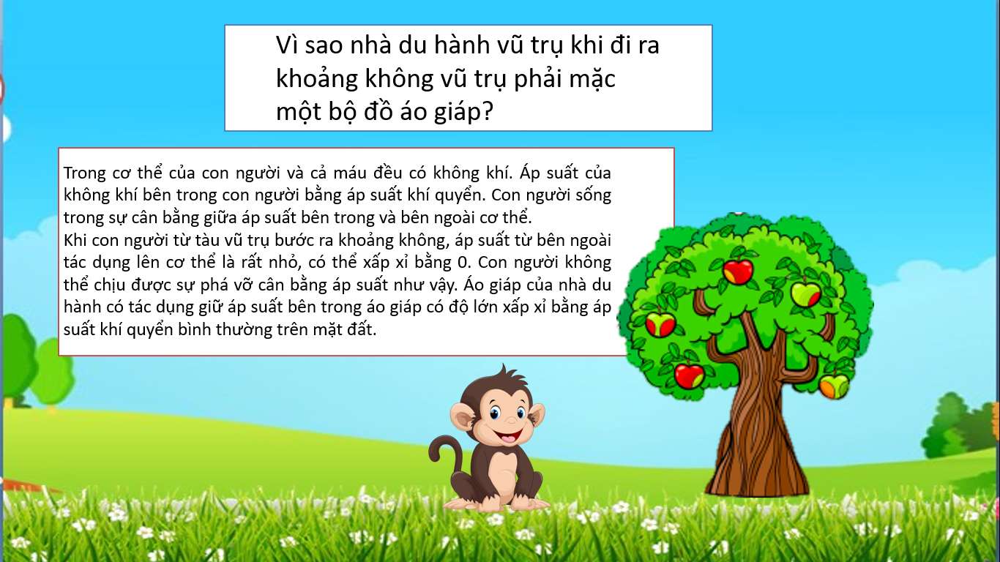 Vì sao nhà du hành vũ trụ khi đi ra
khoảng không vũ trụ phải mặc
một bộ đồ áo giáp?
Trong cơ thể của con người và cả máu đều có không khí. Áp suất của
không khí bên trong con người bằng áp suất khí quyển. Con người sống
trong sự cân bằng giữa áp suất bên trong và bên ngoài cơ thể.
Khi con người từ tàu vũ trụ bước ra khoảng không, áp suất từ bên ngoài
tác dụng lên cơ thể là rất nhỏ, có thể xấp xỉ bằng 0. Con người không
thể chịu được sự phá vỡ cân bằng áp suất như vậy. Áo giáp của nhà du
hành có tác dụng giữ áp suất bên trong áo giáp có độ lớn xấp xỉ bằng áp
suất khí quyển bình thường trên mặt đất.